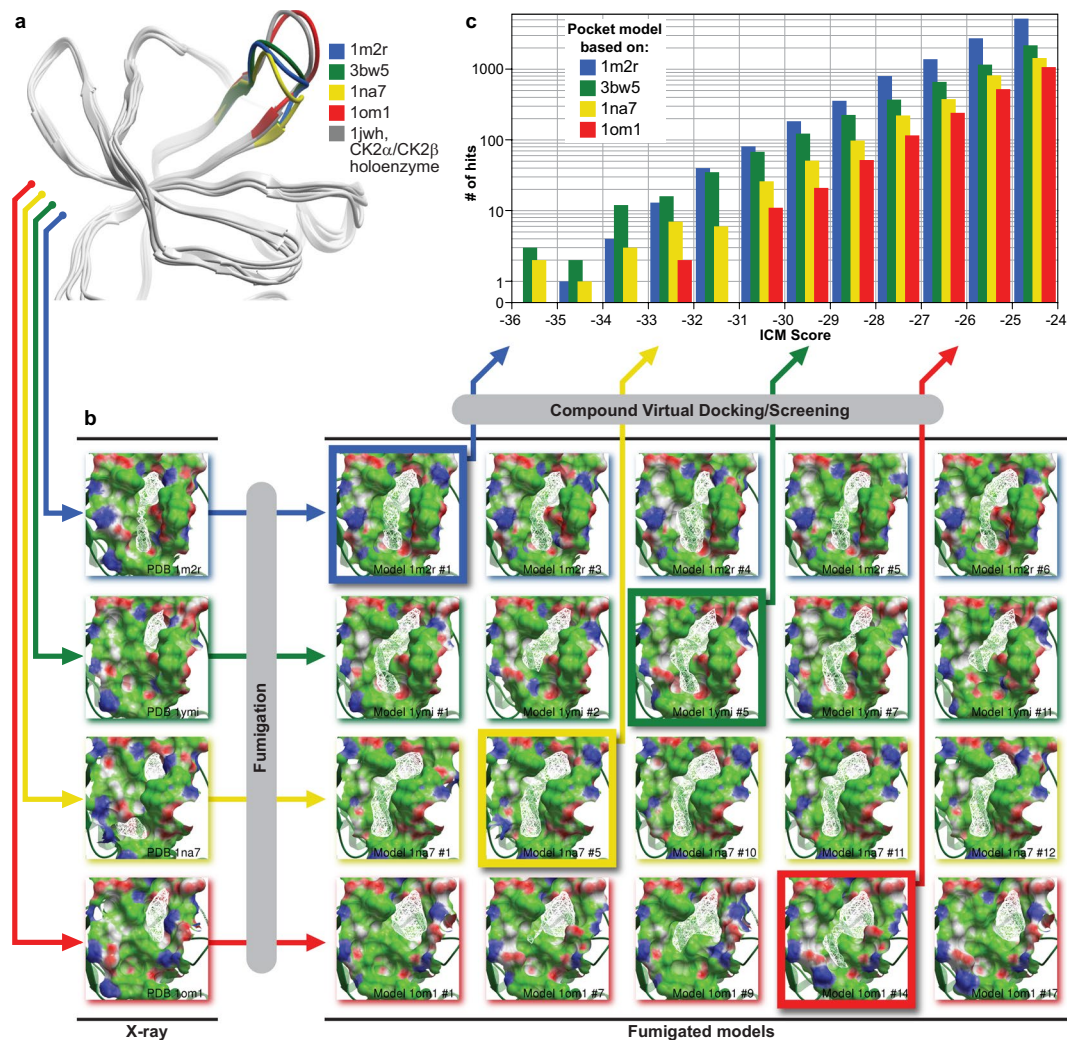 a
1m2r
3bw5
1na7
1om1
1jwh,
CK2α/CK2β
holoenzyme
c
Pocket model
based on:
1m2r
3bw5
1na7
1om1
# of hits
1000
100
10
1
0
-36 -35 -34 -33 -32 -31 -30 -29 -28 -27 -26 -25 -24
ICM Score
Compound Virtual Docking/Screening
b
Fumigation
PDB 1m2r
Model 1m2r #1
Model 1m2r #3
Model 1m2r #4
Model 1m2r #5
Model 1m2r #6
PDB 1ymi
Model 1ymi #1
Model 1ymi #2
Model 1ymi #5
Model 1ymi #7
Model 1ymi #11
PDB 1na7
Model 1na7 #1
Model 1na7 #5
Model 1na7 #10
Model 1na7 #11
Model 1na7 #12
PDB 1om1
Model 1om1 #1
Model 1om1 #7
Model 1om1 #9
Model 1om1 #14
Model 1om1 #17
X-ray
Fumigated models